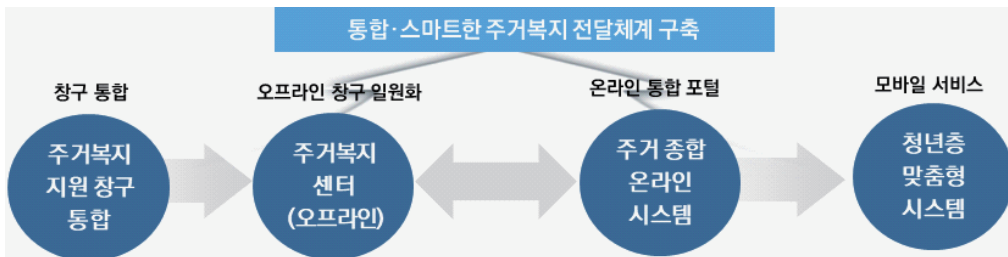 통합·스마트한 주거복지 전달체계 구축
창구 통합
오프라인 창구 일원화
온라인 통합 포털
모바일 서비스
주거복지
지원 창구
통합
주거복지
센터
(오프라인)
주거 종합
온라인
시스템
청년층
맞춤형
시스템